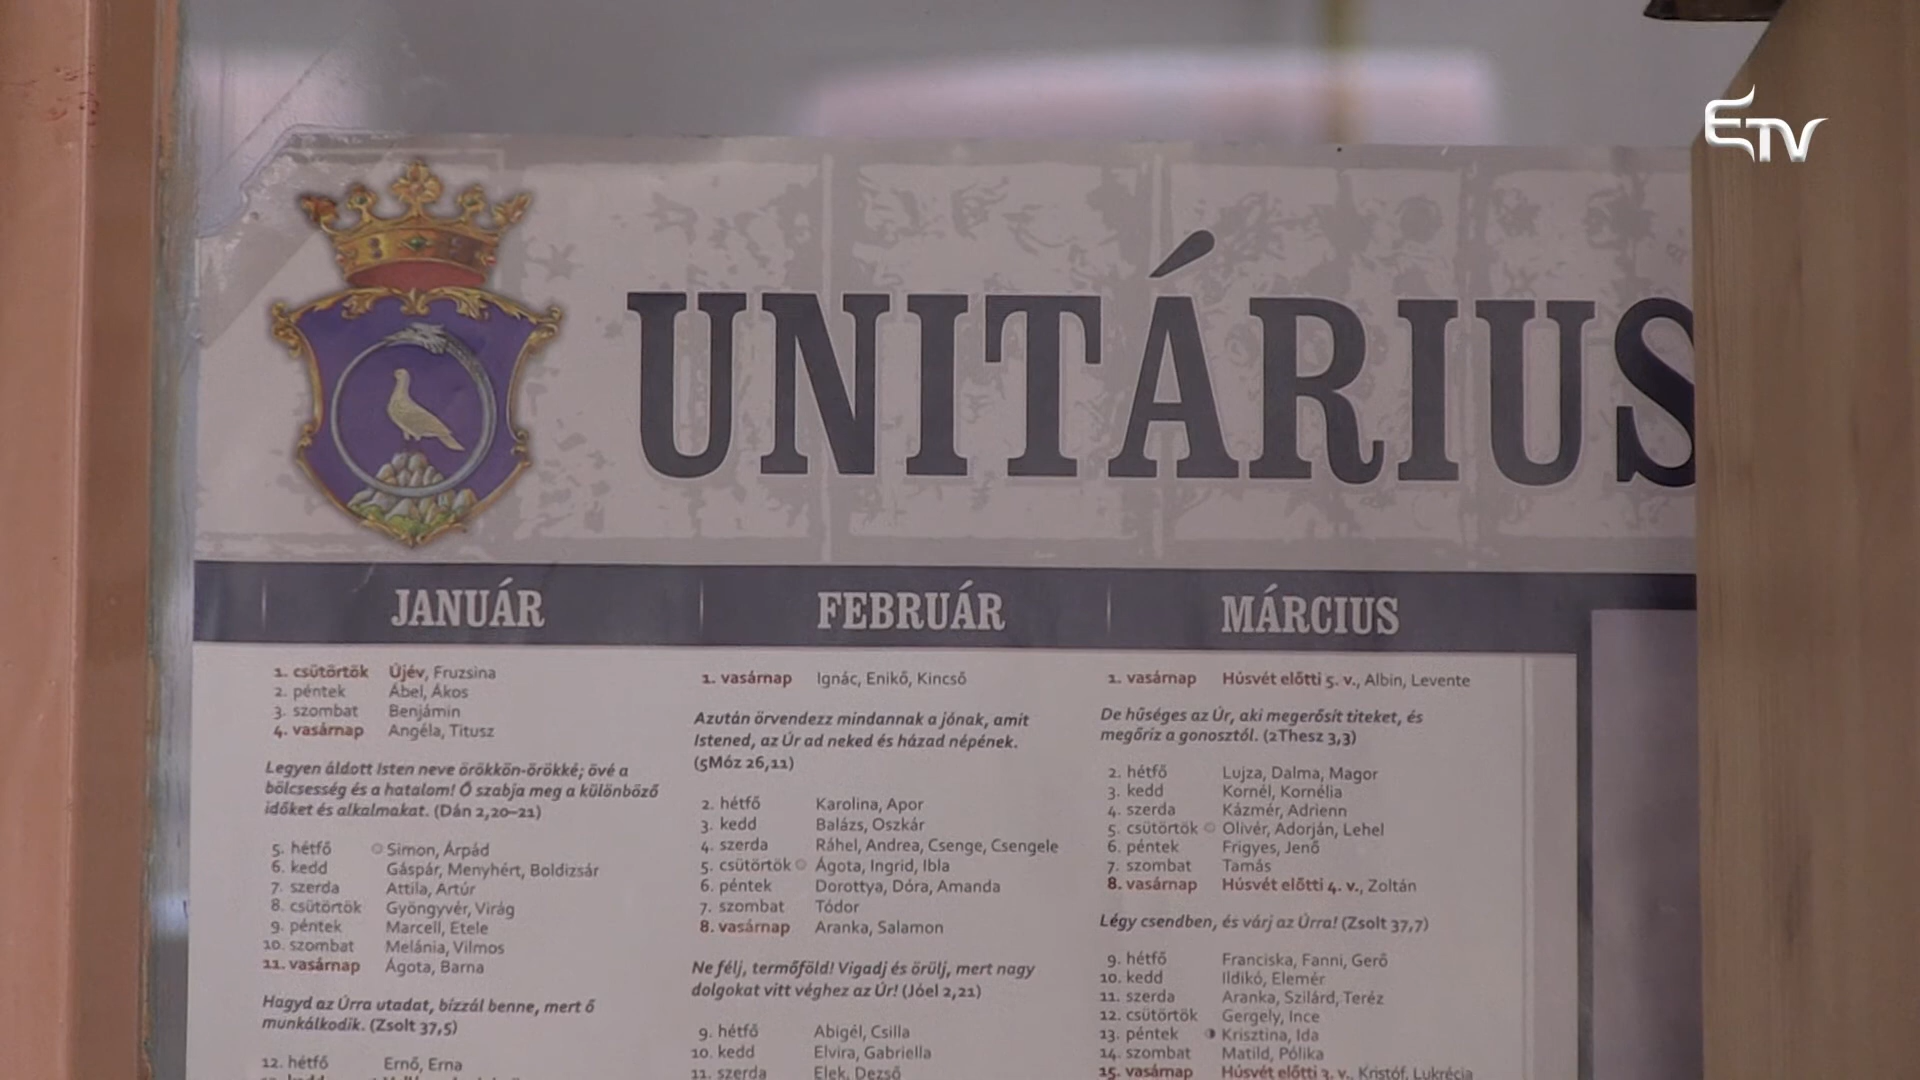 ETV
UNITÁRIUS
JANUÁR
1. csütörtök Újév, Fruzsina
2. péntek Ábel, Ákos
3. szombat Benjámin
4. vasárnap Angéla, Titusz
Legyen áldott Isten neve örökkön-örökké; övé a
bölcsesség és a hatalom! Ő szabja meg a különböző
időket és alkalmakat. (Dán 2,20–21)
5. hétfő Simon, Árpád
6. kedd Gáspár, Menyhért, Boldizsár
7. szerda Attila, Artúr
8. csütörtök Gyöngyvér, Virág
9. péntek Marcell, Etele
10. szombat Melánia, Vilmos
11. vasárnap Ágota, Barna
Hagyd az Úrra utadat, bízzál benne, mert ő
munkálkodik. (Zsolt 37,5)
12. hétfő Ernő, Erna
FEBRUÁR
1. vasárnap Ignác, Enikő, Kincső
Azután örvendezz mindannak a jónak, amit
Istened, az Úr ad neked és házad népének.
(5Móz 26,11)
2. hétfő Karolina, Apor
3. kedd Balázs, Oszkár
4. szerda Ráhel, Andrea, Csenge, Csengele
5. csütörtök Ágota, Ingrid, Ibla
6. péntek Dorottya, Dóra, Amanda
7. szombat Tódor
8. vasárnap Aranka, Salamon
Ne félj, termőföld! Vigadj és örülj, mert nagy
dolgokat vitt véghez az Úr! (Jóel 2,21)
9. hétfő Abigél, Csilla
10. kedd Elvira, Gabriella
11. szerda Elek, Dezső
MÁRCIUS
1. vasárnap Húsvét előtti 5. v., Albin, Levente
De hűséges az Úr, aki megerősít titeket, és
megőriz a gonosztól. (2Thesz 3,3)
2. hétfő Lujza, Dalma, Magor
3. kedd Kornél, Kornélia
4. szerda Kázmér, Adrienn
5. csütörtök Olivér, Adorján, Lehel
6. péntek Frigyes, Jenő
7. szombat Tamás
8. vasárnap Húsvét előtti 4. v., Zoltán
Légy csendben, és várj az Úrra! (Zsolt 37,7)
9. hétfő Franciska, Fanni, Gerő
10. kedd Ildikó, Elemér
11. szerda Aranka, Szilárd, Teréz
12. csütörtök Gergely, Ince
13. péntek Krisztina, Ida
14. szombat Matild, Pólika
15. vasárnap Húsvét előtti 3. v., Kristóf, Lukrécia